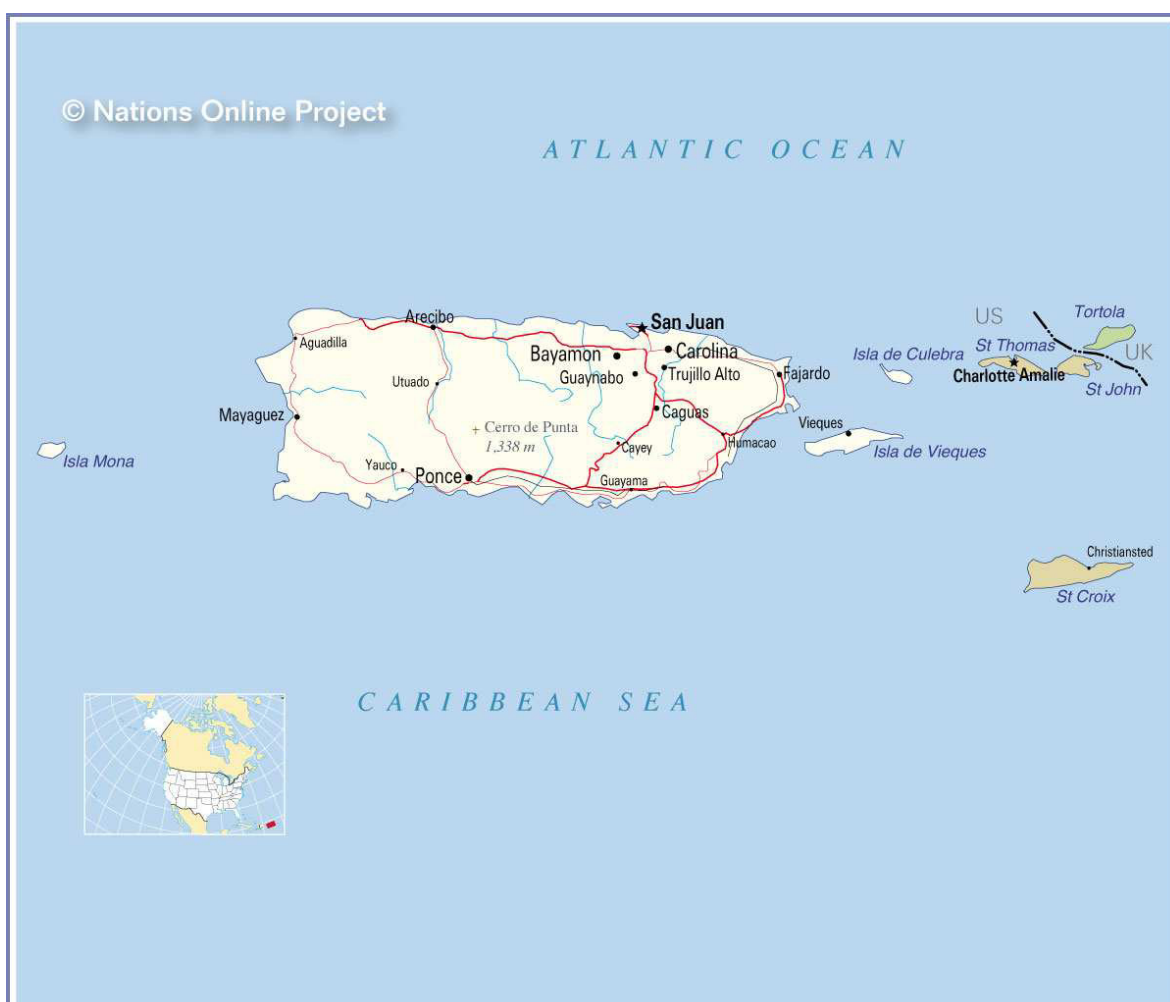 © Nations Online Project
ATLANTIC OCEAN
US
Tortola
Arecibo
San Juan
Aguadilla
Bayamon
Carolina
Isla de Culebra
St Thomas
UK
Utuado
Guaynabo
Trujillo Alto
Fajardo
Charlotte Amalie
St John
Mayaguez
Caguas
Vieques
Cerro de Punta
1,338 m
Cayey
Humacao
Isla de Vieques
Isla Mona
Yauco
Ponce
Guayama
Christiansted
St Croix
CARIBBEAN SEA